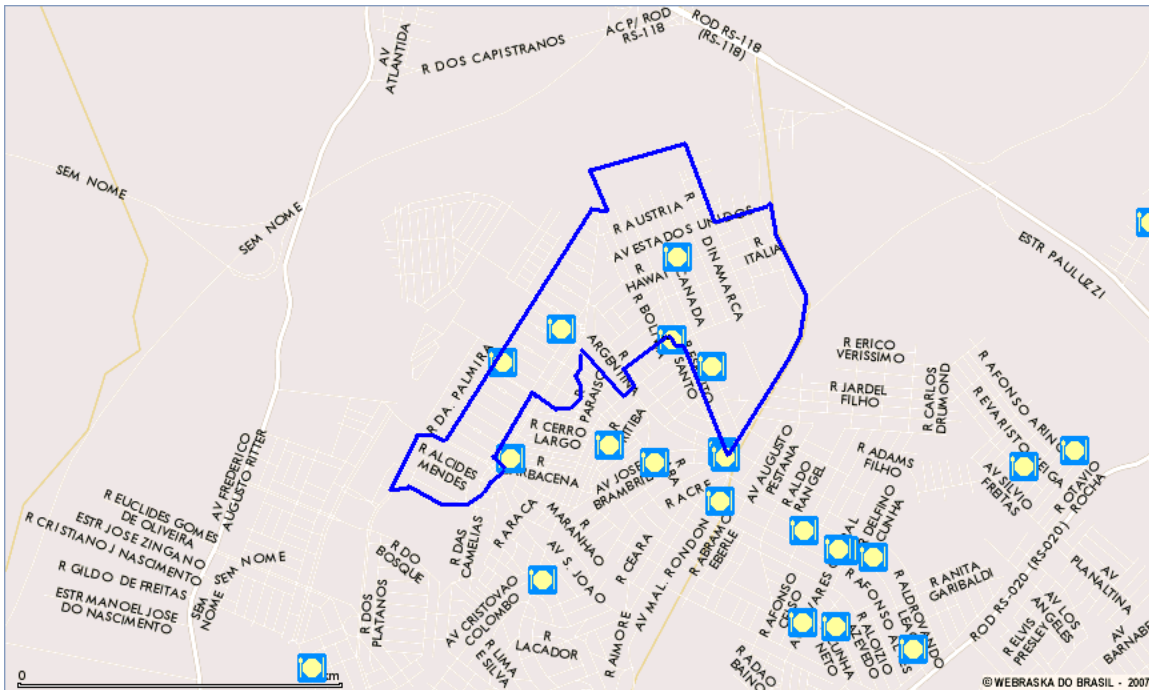 AV
ATLANTIDA
R DOS CAPISTRANOS
AC P/ ROD
RS-118
ROD RS-118
(RS-118)
SEM NOME
SEM NOME
ESTR PAULUZZI
R AUSTRIA
R
DINAMARCA
AV ESTADOS UNIDOS
R
ITALIA
R
HAWAI
CANADA
R BOLIVIA
R
ARGENTINA
R ESPIRITO
SANTO
R DA. PALMIRA
R
PARAISO
R ALCIDES
MENDES
R CERRO
LARGO
R
R
AV JOSE
R ACRE
R ERICO
VERISSIMO
R JARDEL
FILHO
R CARLOS
DRUMOND
R AFONSO ARINO
R EVARISTO
AV SILVIO
FREITAS
R OTAVIO
ROCHA
R ADAMS
FILHO
AV AUGUSTO
PESTANA
R ALDO
RANGEL
R DELFINO
CUNHA
AV FREDERICO
AUGUSTO RITTER
R EUCLIDES GOMES
DE OLIVEIRA
ESTR JOSE ZINGANO
R CRISTIANO J NASCIMENTO
R GILDO DE FREITAS
ESTR MANOEL JOSE
DO NASCIMENTO
SEM NOME
SEM
NOME
R DO
BOSQUE
R DAS
CAMELIAS
R DOS
PLATANOS
R ARACA
R
MARANHAO
AV S. JOAO
R CEARA
AV MAL. RONDON
R ABRAMO
EBERLE
AV CRISTOVAO
COLOMBO
R LIMA
E SILVA
R
LACADOR
R AIMORE
R AFONSO
CELSO
R ADAO
BAINO
NETO
R ALOIZIO
AZEVEDO
R AFONSO ALVES
R ALDROVANDO
R ANITA
GARIBALDI
ROD RS-020 (RS-020)
R ELVIS
PRESLEY
AV LOS
ANGELES
AV
PLANALTINA
AV
BARNABE
0
km
© WEBRASKA DO BRASIL - 2007